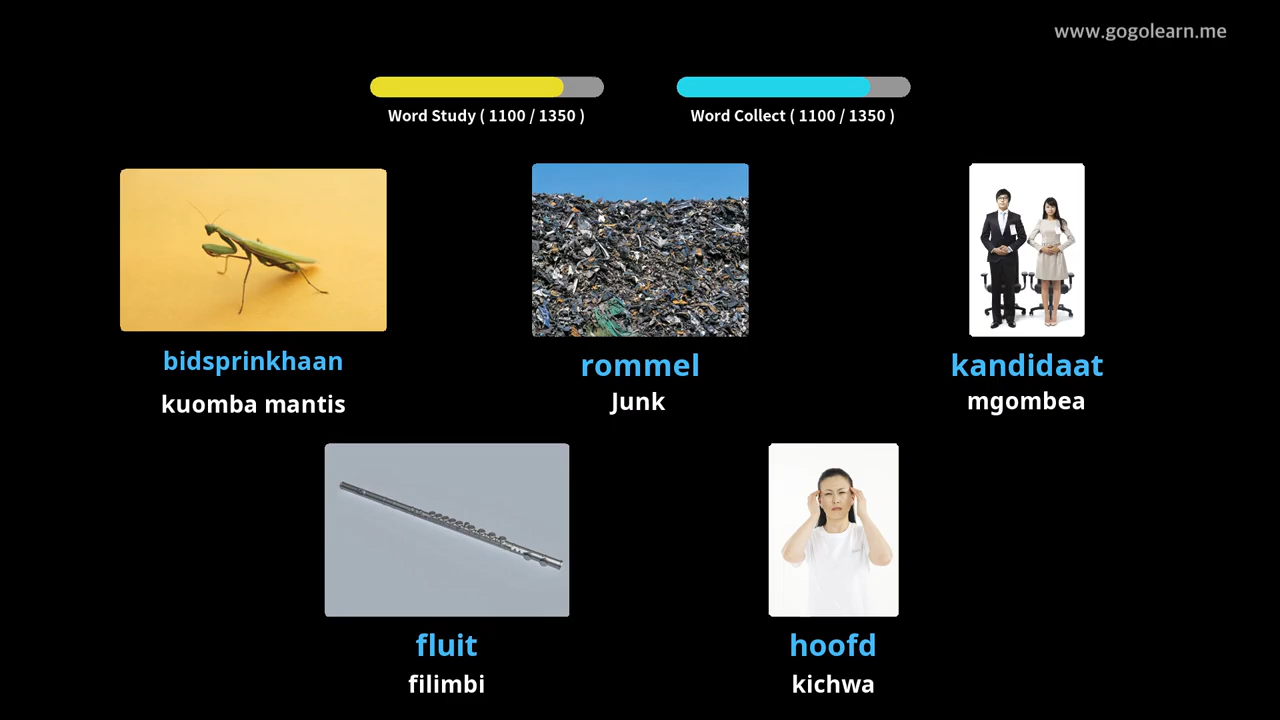 www.gogolearn.me
Word Study ( 1100 / 1350 )
Word Collect ( 1100 / 1350 )
bidsprinkhaan
kuomba mantis
rommel
Junk
kandidaat
mgombea
fluit
filimbi
hoofd
kichwa